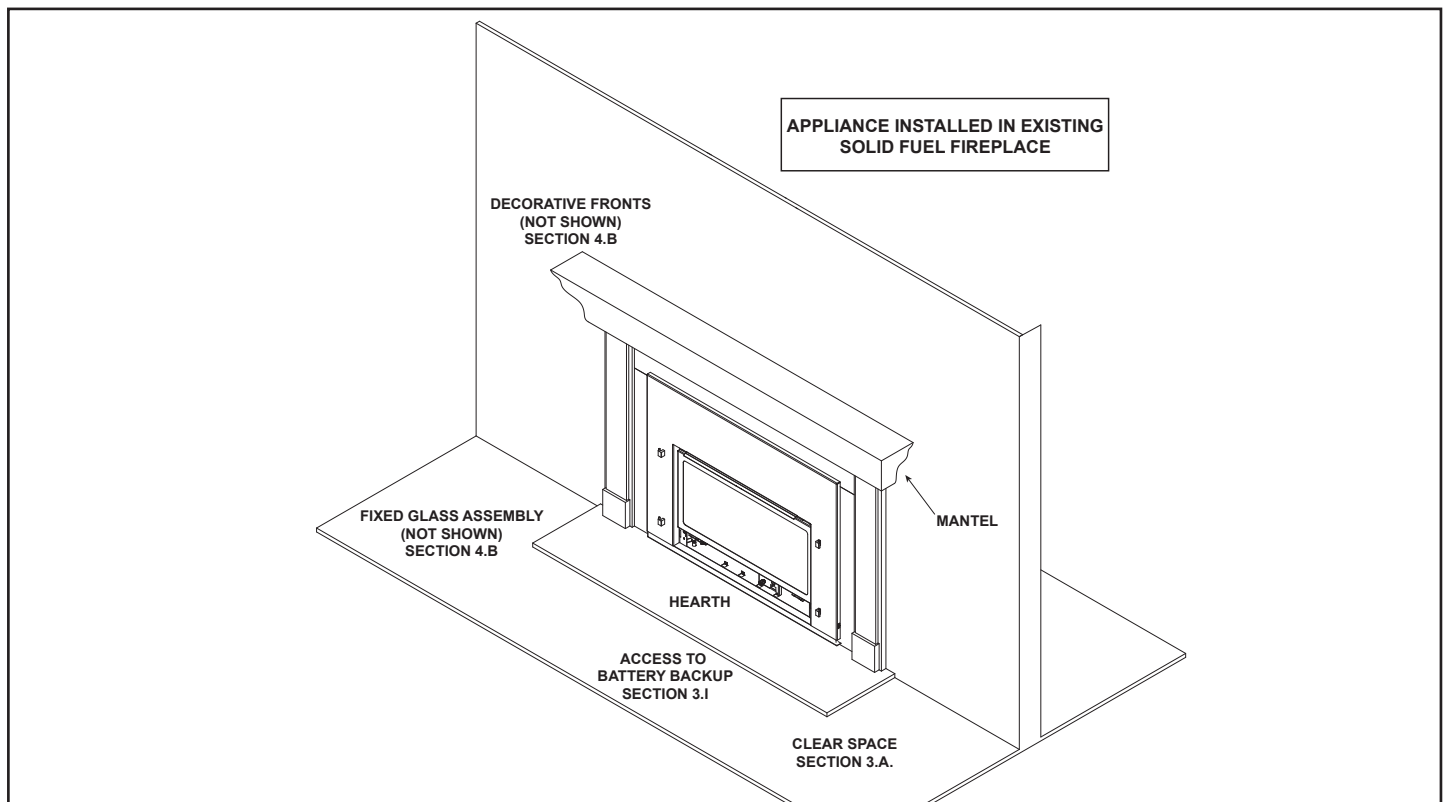 APPLIANCE INSTALLED IN EXISTING
SOLID FUEL FIREPLACE
DECORATIVE FRONTS
(NOT SHOWN)
SECTION 4.B
FIXED GLASS ASSEMBLY
(NOT SHOWN)
SECTION 4.B
MANTEL
HEARTH
ACCESS TO
BATTERY BACKUP
SECTION 3.I
CLEAR SPACE
SECTION 3.A.